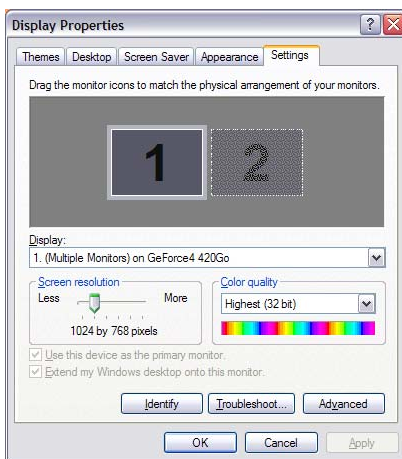 Display Properties
Themes Desktop Screen Saver Appearance Settings
Drag the monitor icons to match the physical arrangement of your monitors.
1 2
Display:
1. (Multiple Monitors) on GeForce4 420Go
Screen resolution
Less More
1024 by 768 pixels
Color quality
Highest (32 bit)
Use this device as the primary monitor.
Extend my Windows desktop onto this monitor.
Identify Troubleshoot... Advanced
OK Cancel Apply